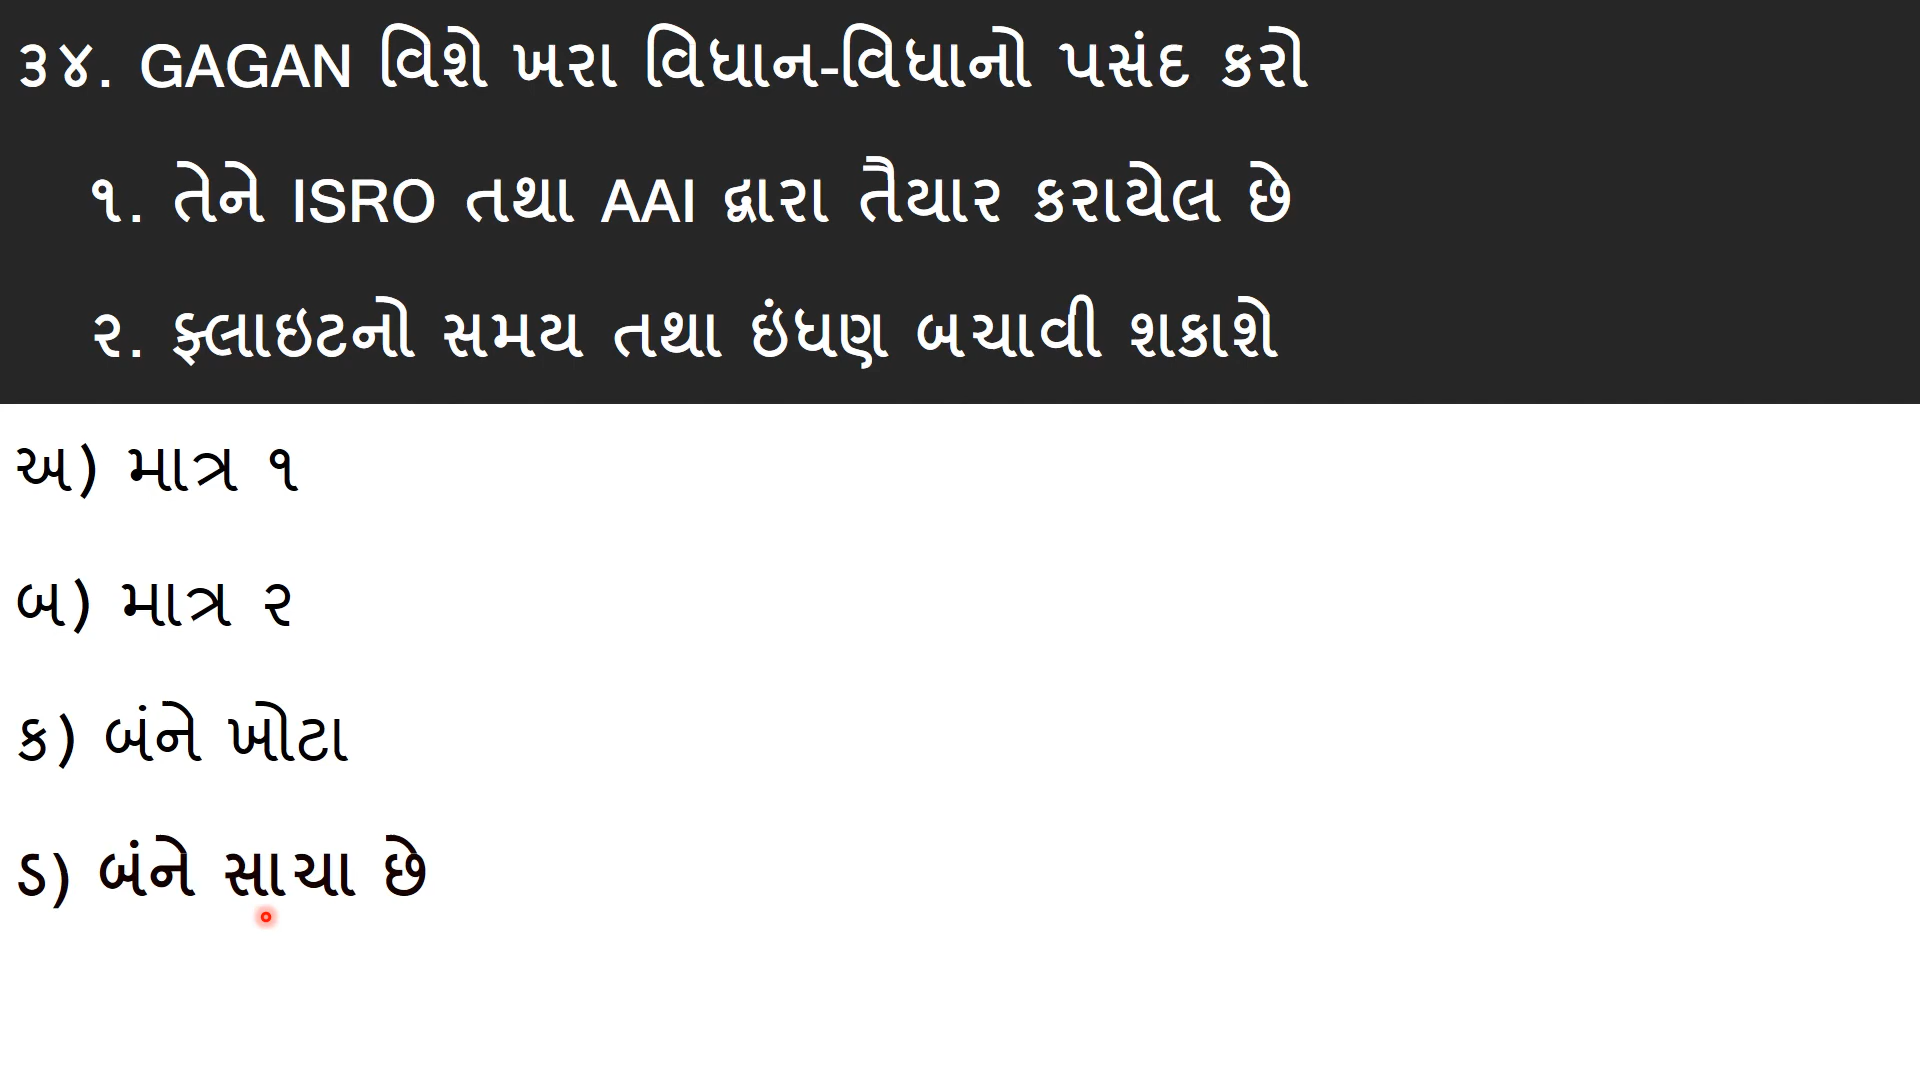 ૩૪. GAGAN વિશે ખરા વિધાન-વિધાનો પસંદ કરો
૧. તેને ISRO તથા AAI દ્વારા તૈયાર કરાયેલ છે
૨. ફ્લાઇટનો સમય તથા ઇંધણ બચાવી શકાશે
અ) માત્ર ૧
બ) માત્ર ૨
ક) બંને ખોટા
ડ) બંને સાચા છે